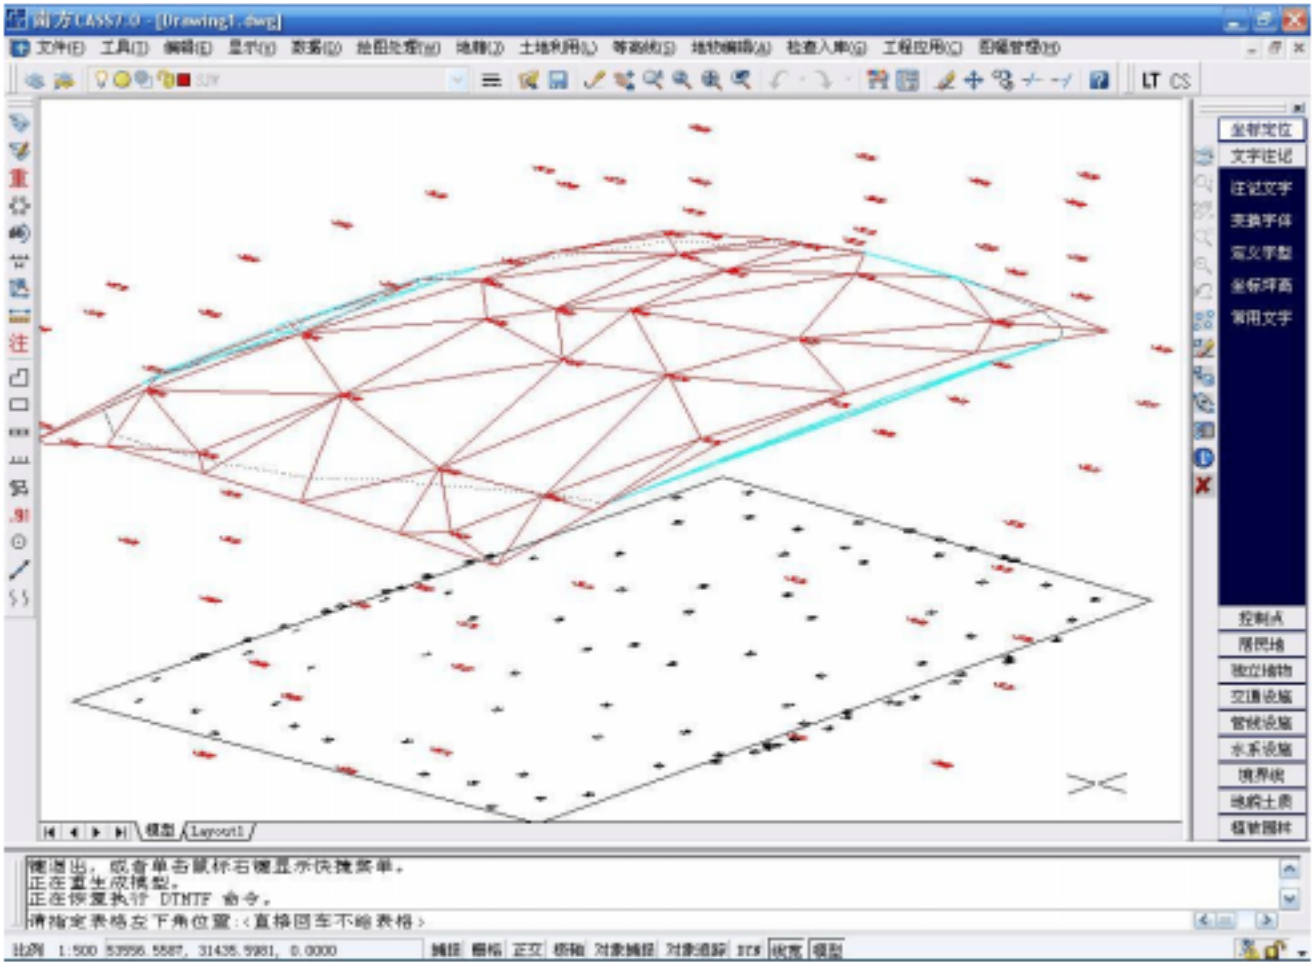 南方CASS7.0 - [Drawing1.dwg]
文件(F) 工具(T) 编辑(E) 显示(V) 数据(D) 绘图处理(W) 地籍(J) 土地利用(L) 等高线(S) 地物编辑(A) 检查入库(G) 工程应用(C) 图幅管理(M)
SJW
LT CS
重
注
.91
坐标定位
文字注记
注记文字
变换字体
定义字型
坐标坪高
常用文字
控制点
居民地
独立地物
交通设施
管线设施
水系设施
境界线
地貌土质
植被园林
模型 Layout1
键退出, 或者单击鼠标右键显示快捷菜单。
正在重生成模型。
正在恢复执行 DTMTF 命令。
请指定表格左下角位置:<直接回车不绘表格>
比例 1:500 53556.5587, 31435.5981, 0.0000 捕捉 栅格 正交 极轴 对象捕捉 对象追踪 DYN 线宽 模型